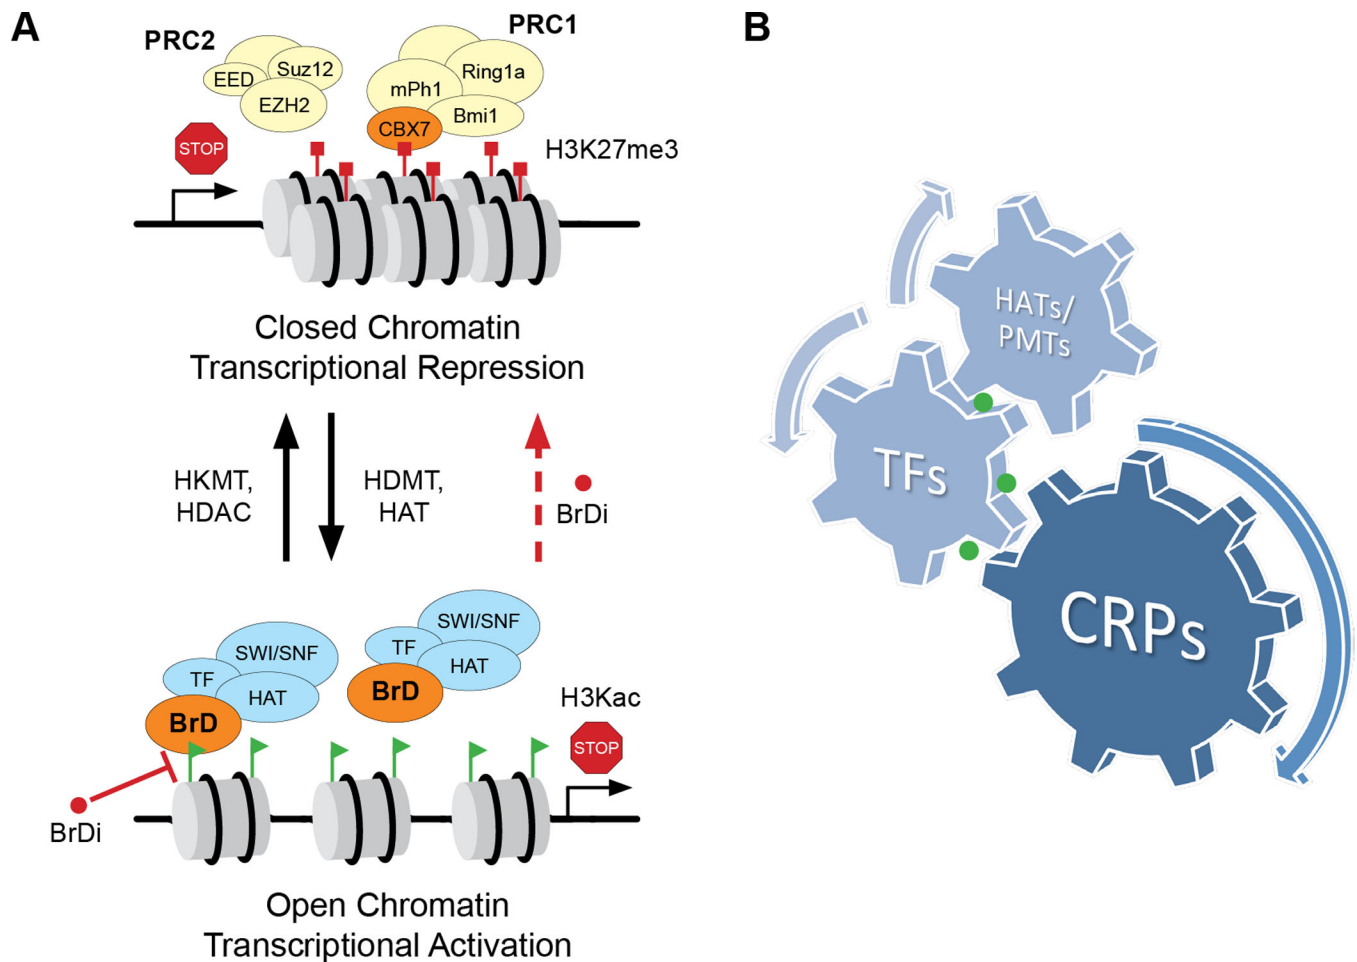 A
PRC2
EED
Suz12
EZH2
PRC1
Ring1a
mPh1
Bmi1
CBX7
STOP
H3K27me3
Closed Chromatin
Transcriptional Repression
HKMT,
HDAC
HDMT,
HAT
BrDi
SWI/SNF
TF
HAT
BrD
SWI/SNF
TF
HAT
BrD
H3Kac
STOP
BrDi
Open Chromatin
Transcriptional Activation
B
HATs/
PMTs
TFs
CRPs